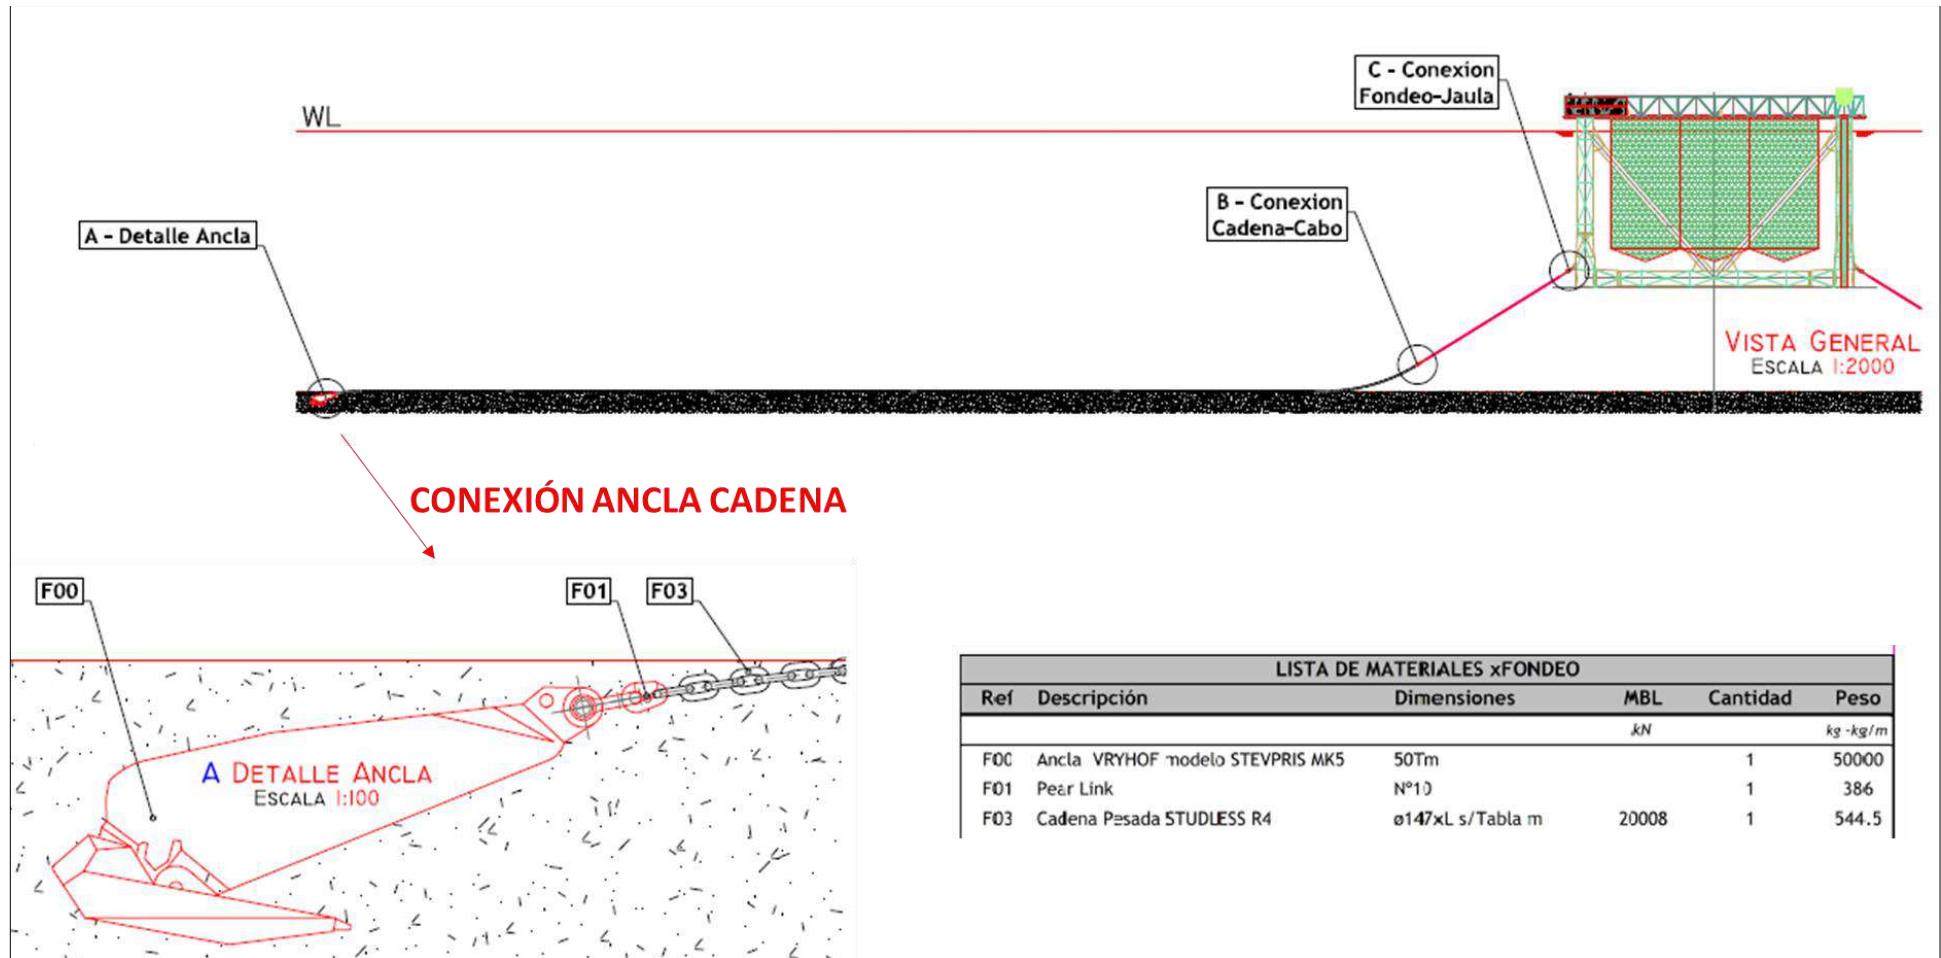 WL
C - Conexion
Fondeo-Jaula
B - Conexion
Cadena-Cabo
A - Detalle Ancla
VISTA GENERAL
ESCALA 1:2000
CONEXIÓN ANCLA CADENA
F00
F01
F03
A DETALLE ANCLA
ESCALA 1:100
LISTA DE MATERIALES xFONDEO
Ref Descripción Dimensiones MBL Cantidad Peso
kN kg-kg/m
F00 Ancla VRYHOF modelo STEVPRIS MK5 50Tm 1 50000
F01 Pear Link Nº10 1 386
F03 Cadena Pesada STUDLESS R4 ø147xL s/Tabla m 20008 1 544.5